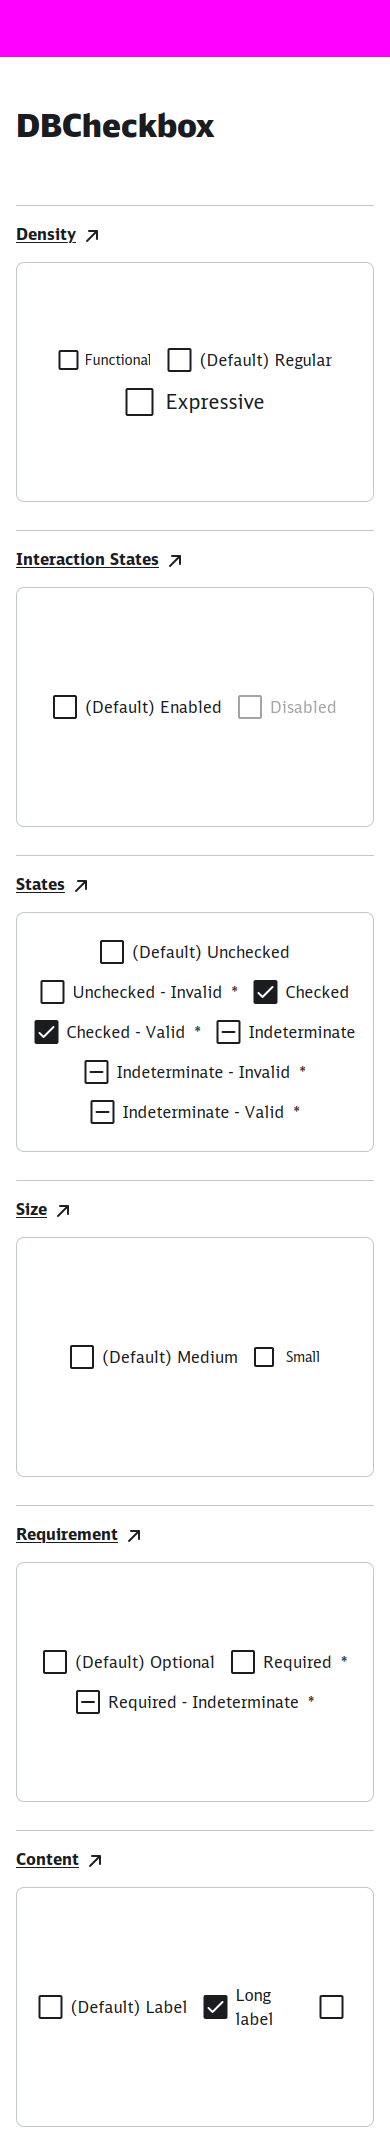 DBCheckbox
Density
Functional (Default) Regular
Expressive
Interaction States
(Default) Enabled Disabled
States
(Default) Unchecked
Unchecked - Invalid * Checked
Checked - Valid * Indeterminate
Indeterminate - Invalid *
Indeterminate - Valid *
Size
(Default) Medium Small
Requirement
(Default) Optional Required *
Required - Indeterminate *
Content
(Default) Label Long
label